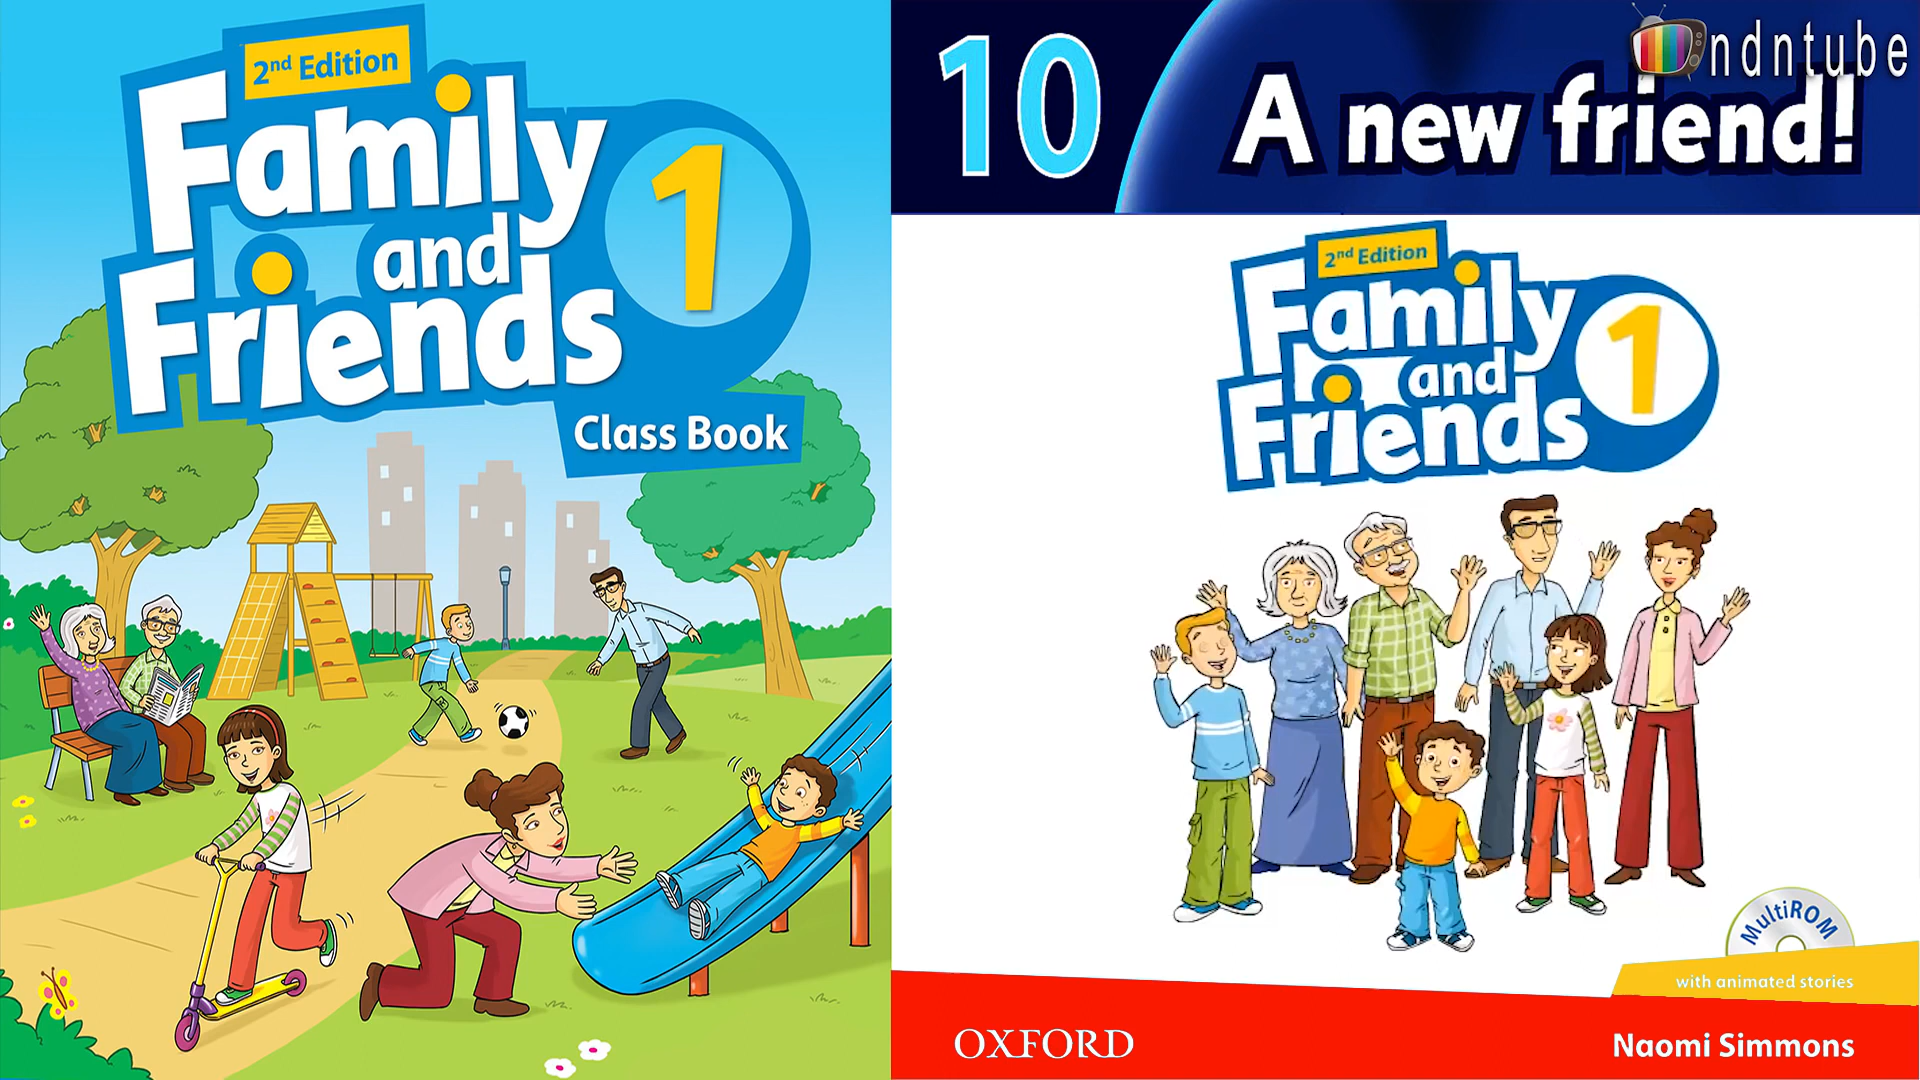 2nd Edition
Family
and
Friends
1
Class Book
10
A new friend!
ndntube
2nd Edition
Family
and
Friends
1
MultiROM
with animated stories
OXFORD
Naomi Simmons